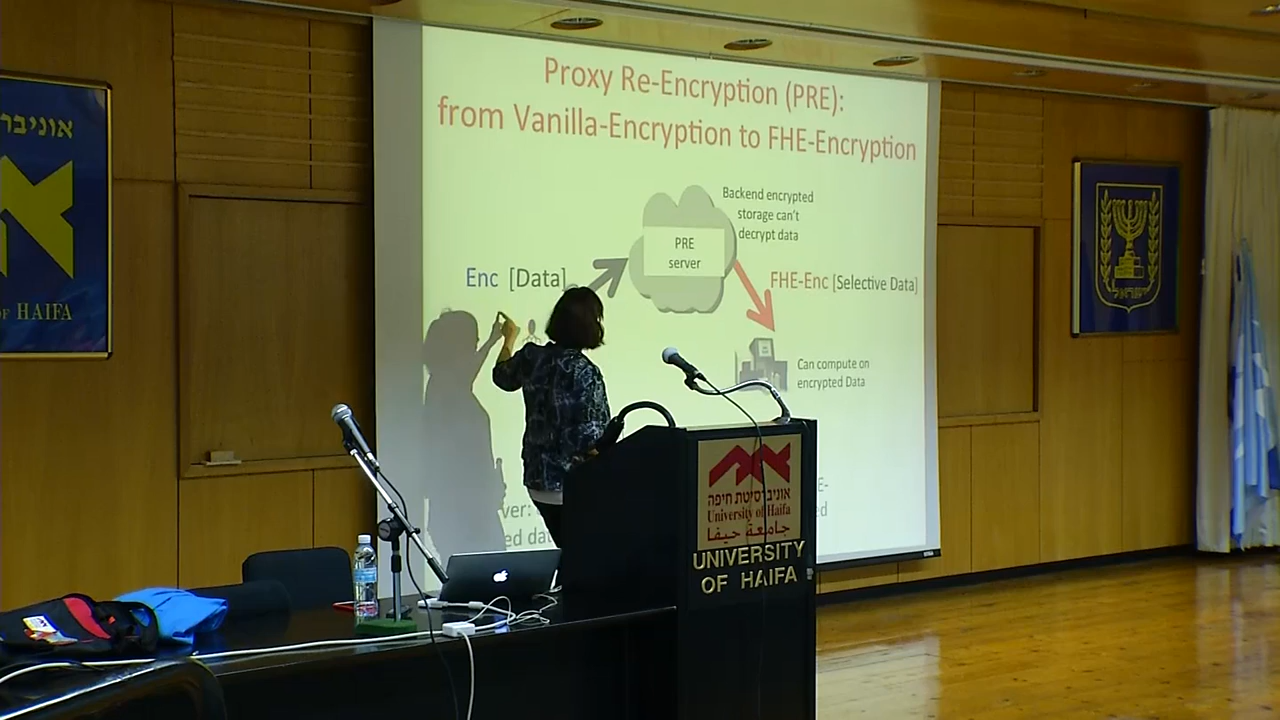 Proxy Re-Encryption (PRE):
from Vanilla-Encryption to FHE-Encryption
Backend encrypted
storage can't
decrypt data
PRE
server
Enc [Data]
FHE-Enc [Selective Data]
Can compute on
encrypted Data
HAIFA
אוניברסיטת חיפה
University of Haifa
جامعة حيفا
UNIVERSITY
OF HAIFA
ישראל